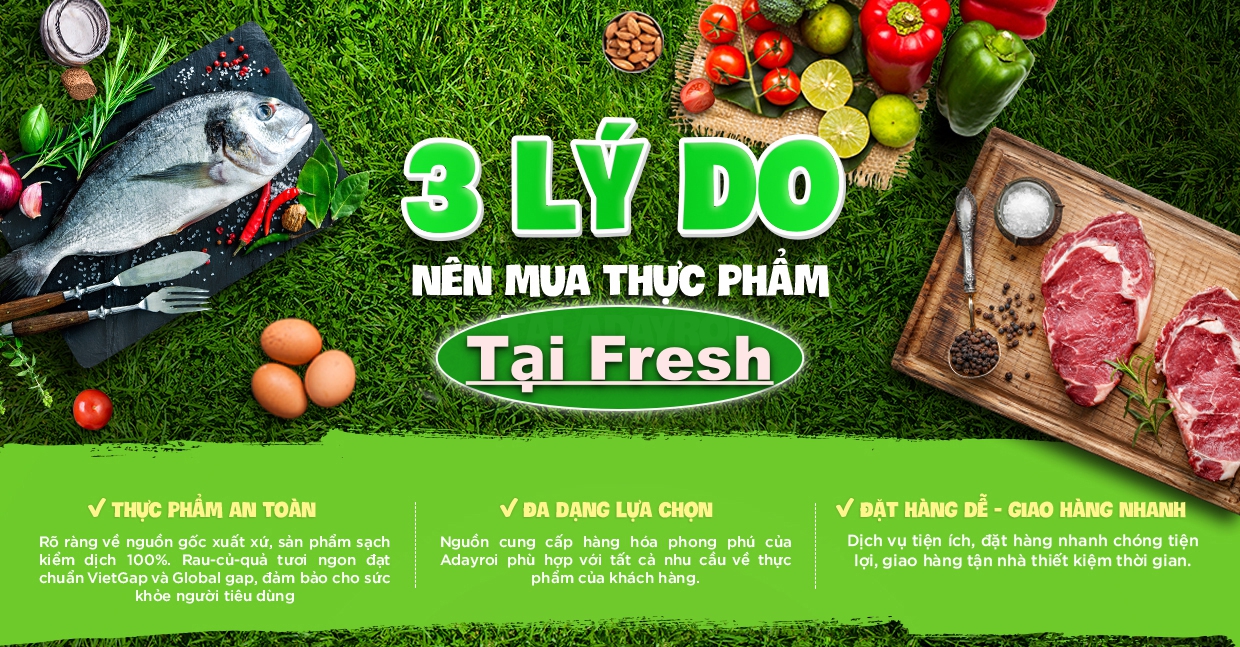 3 LÝ DO
NÊN MUA THỰC PHẨM
Tại Fresh
✓ THỰC PHẨM AN TOÀN
Rõ ràng về nguồn gốc xuất xứ, sản phẩm sạch
kiểm dịch 100%. Rau-củ-quả tươi ngon đạt
chuẩn VietGap và Global gap, đảm bảo cho sức
khỏe người tiêu dùng
✓ ĐA DẠNG LỰA CHỌN
Nguồn cung cấp hàng hóa phong phú của
Adayroi phù hợp với tất cả nhu cầu về thực
phẩm của khách hàng.
✓ ĐẶT HÀNG DỄ - GIAO HÀNG NHANH
Dịch vụ tiện ích, đặt hàng nhanh chóng tiện
lợi, giao hàng tận nhà thiết kiệm thời gian.